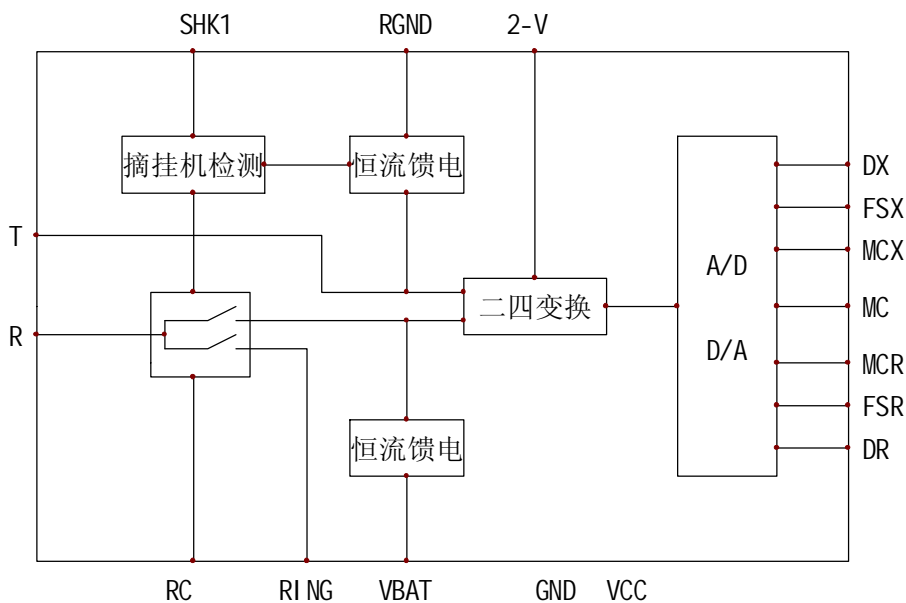 SHK1 RGND 2-V
摘挂机检测 恒流馈电
DX
FSX
T
MCX
A/D
二四变换
MC
R
D/A
MCR
FSR
恒流馈电
DR
RC RING VBAT GND VCC